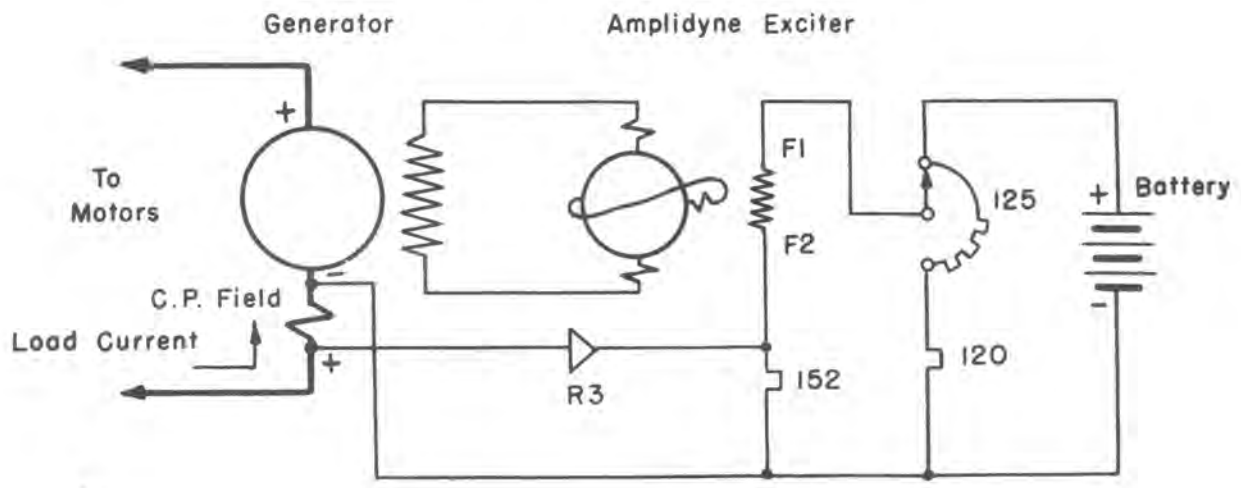 Generator
Amplidyne Exciter
+
F1
To
Motors
125
+
Battery
F2
-
C.P. Field
-
Load Current
+
R3
152
120